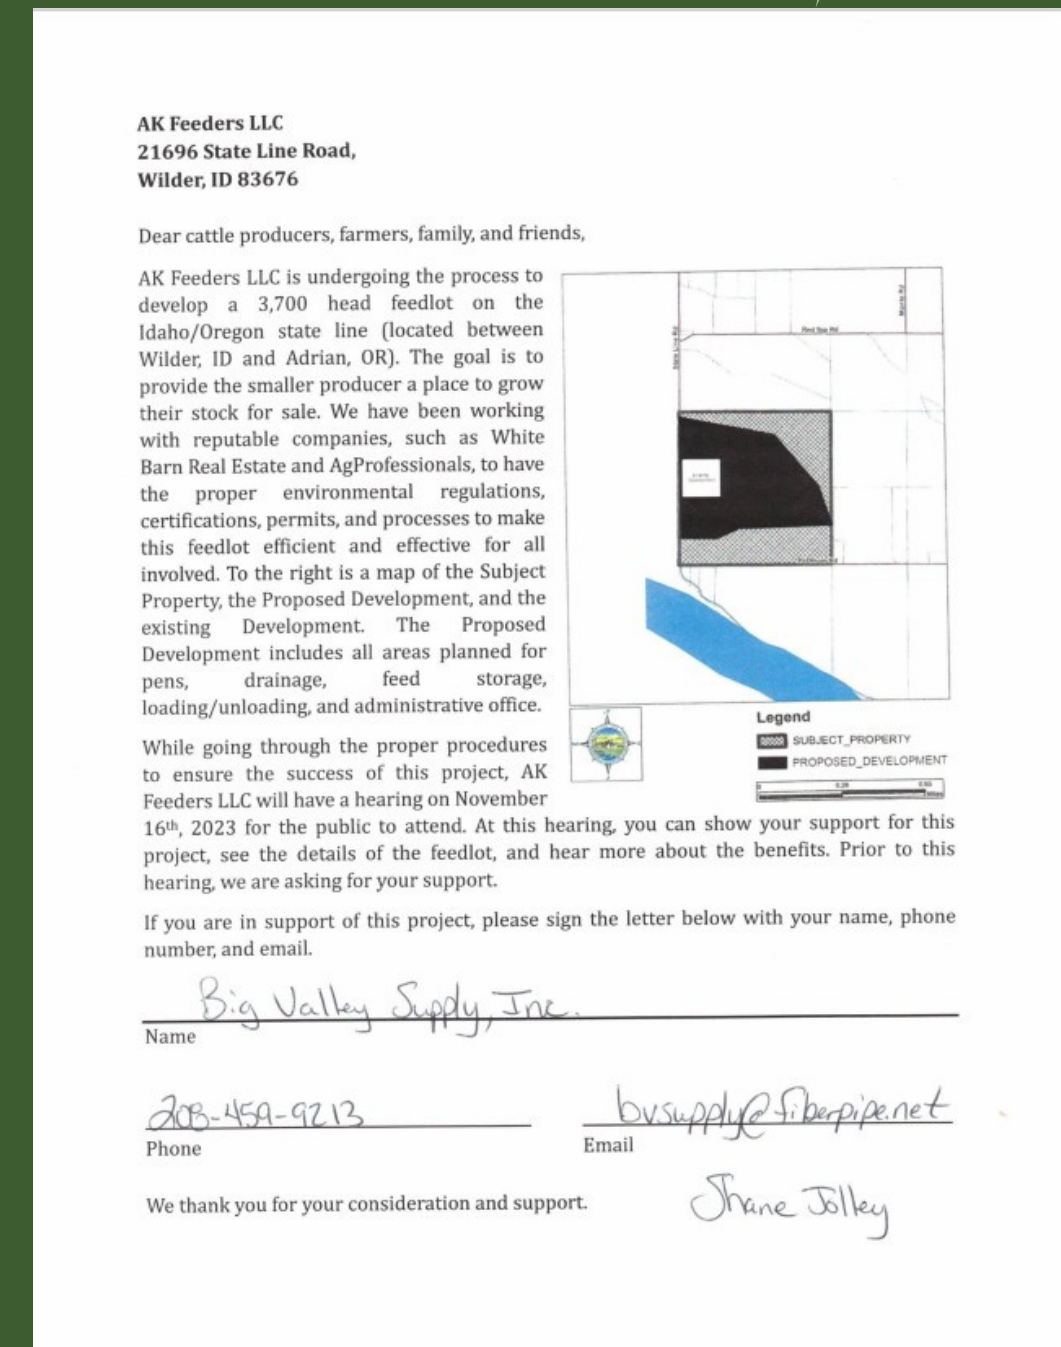 AK Feeders LLC
21696 State Line Road,
Wilder, ID 83676
Dear cattle producers, farmers, family, and friends,
AK Feeders LLC is undergoing the process to
develop a 3,700 head feedlot on the
Idaho/Oregon state line (located between
Wilder, ID and Adrian, OR). The goal is to
provide the smaller producer a place to grow
their stock for sale. We have been working
with reputable companies, such as White
Barn Real Estate and AgProfessionals, to have
the proper environmental regulations,
certifications, permits, and processes to make
this feedlot efficient and effective for all
involved. To the right is a map of the Subject
Property, the Proposed Development, and the
existing Development. The Proposed
Development includes all areas planned for
pens, drainage, feed storage,
loading/unloading, and administrative office.
State Line Rd
Red Top Rd
Legend
SUBJECT_PROPERTY
PROPOSED_DEVELOPMENT
Miles
While going through the proper procedures
to ensure the success of this project, AK
Feeders LLC will have a hearing on November
16th, 2023 for the public to attend. At this hearing, you can show your support for this
project, see the details of the feedlot, and hear more about the benefits. Prior to this
hearing, we are asking for your support.
If you are in support of this project, please sign the letter below with your name, phone
number, and email.
Big Valley Supply, Inc.
Name
208-459-9213
Phone
bvsupply@fiberpipe.net
Email
We thank you for your consideration and support.
Shane Jolley